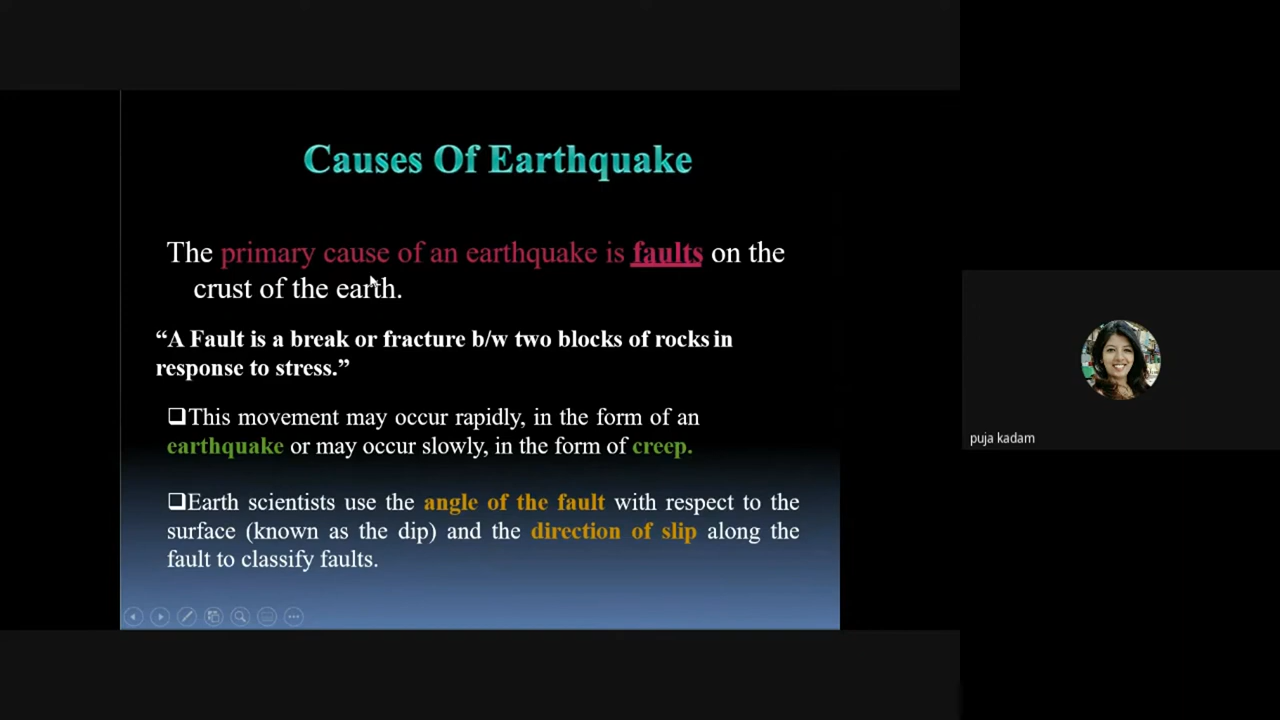 Causes Of Earthquake
The primary cause of an earthquake is faults on the
crust of the earth.
“A Fault is a break or fracture b/w two blocks of rocks in
response to stress.”
❑This movement may occur rapidly, in the form of an
earthquake or may occur slowly, in the form of creep.
❑Earth scientists use the angle of the fault with respect to the
surface (known as the dip) and the direction of slip along the
fault to classify faults.
puja kadam